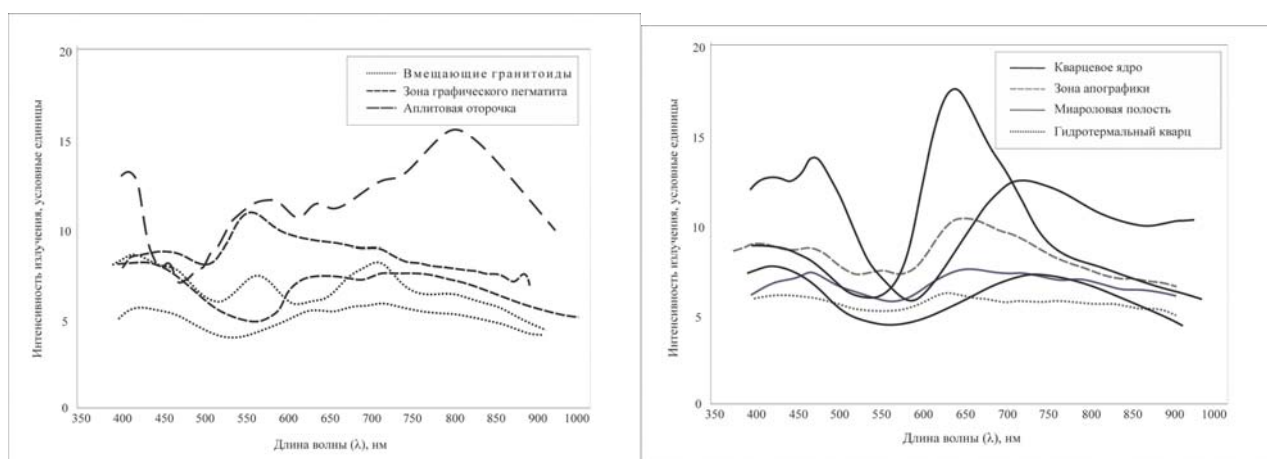 20
15
10
5
0
350 400 450 500 550 600 650 700 750 800 850 900 1000
Интенсивность излучения, условные единицы
Длина волны (λ), нм
Вмещающие гранитоиды
Зона графического пегматита
Аплитовая оторочка
20
15
10
5
0
350 400 450 500 550 600 650 700 750 800 850 900 1000
Интенсивность излучения, условные единицы
Длина волны (λ), нм
Кварцевое ядро
Зона апографики
Миароловая полость
Гидротермальный кварц